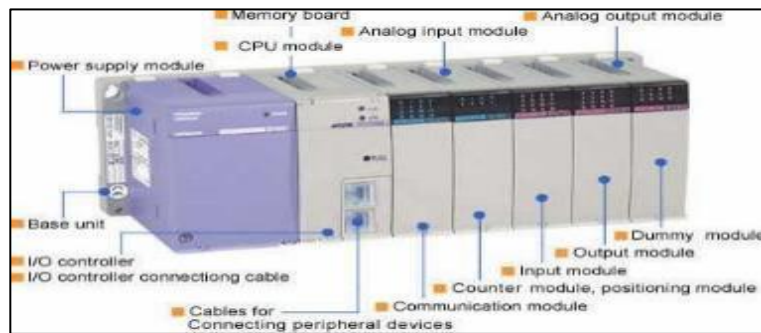 Memory board
CPU module
Analog input module
Analog output module
Power supply module
Base unit
I/O controller
I/O controller connectiong cable
Cables for
Connecting peripheral devices
Communication module
Counter module, positioning module
Input module
Output module
Dummy module